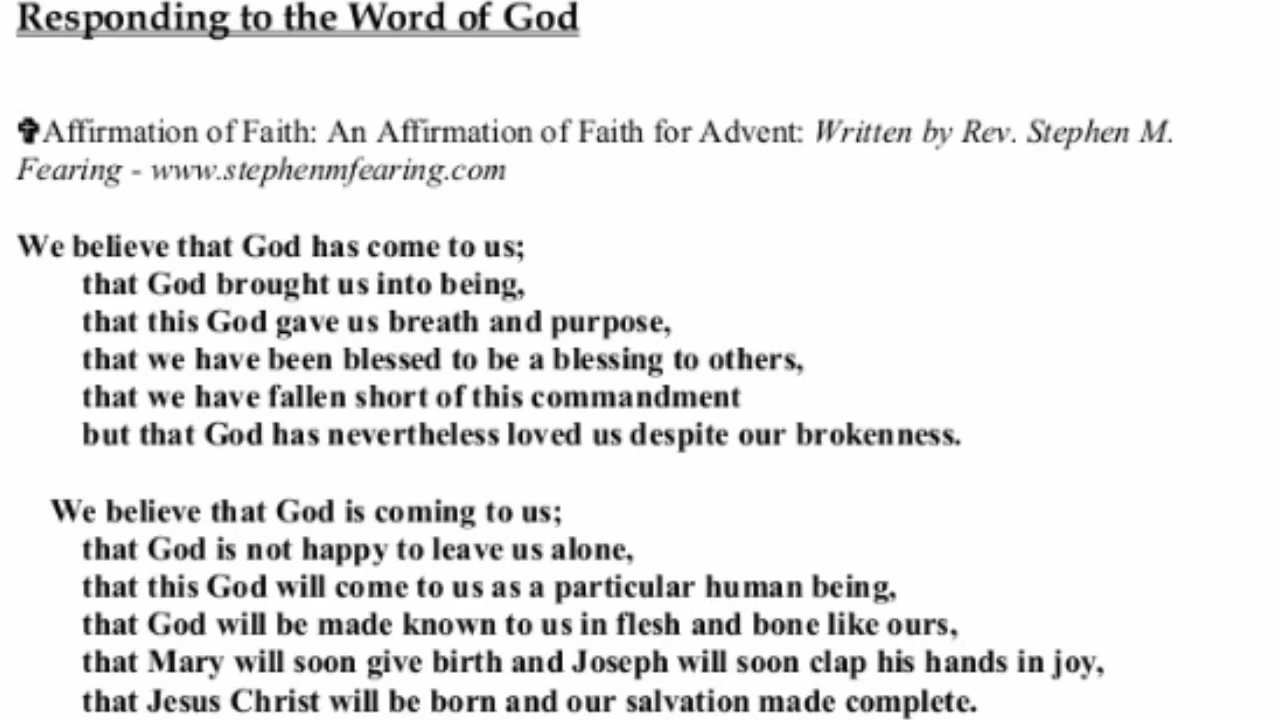 Responding to the Word of God
✟Affirmation of Faith: An Affirmation of Faith for Advent: Written by Rev. Stephen M.
Fearing - www.stephenmfearing.com
We believe that God has come to us;
that God brought us into being,
that this God gave us breath and purpose,
that we have been blessed to be a blessing to others,
that we have fallen short of this commandment
but that God has nevertheless loved us despite our brokenness.
We believe that God is coming to us;
that God is not happy to leave us alone,
that this God will come to us as a particular human being,
that God will be made known to us in flesh and bone like ours,
that Mary will soon give birth and Joseph will soon clap his hands in joy,
that Jesus Christ will be born and our salvation made complete.